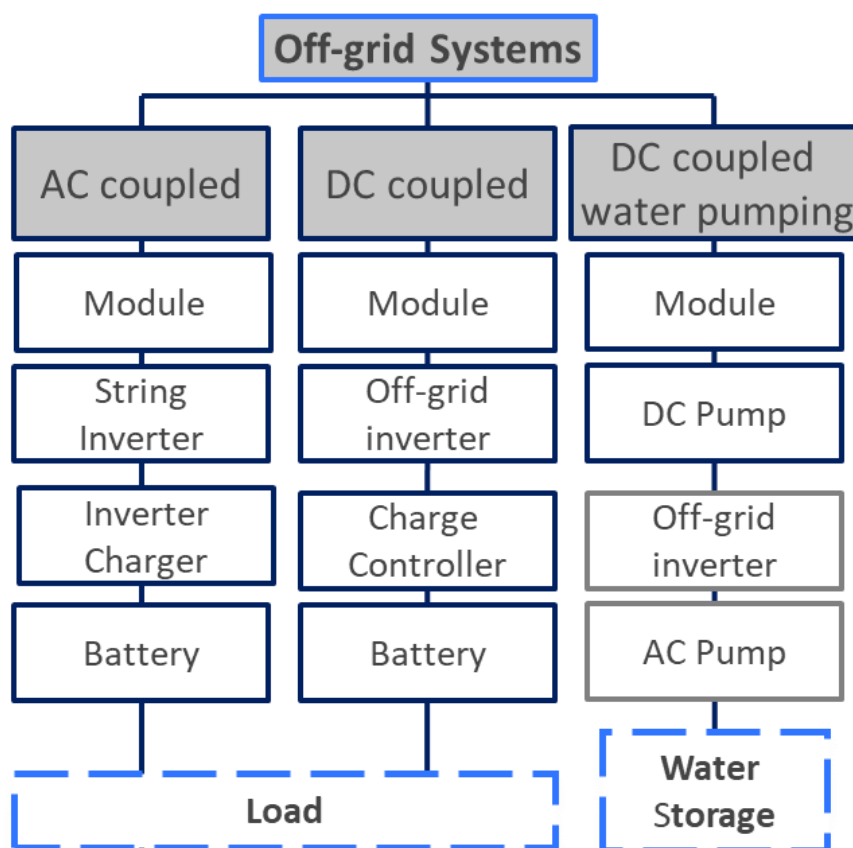 Off-grid Systems
AC coupled
DC coupled
DC coupled
water pumping
Module
Module
Module
String
Inverter
Off-grid
inverter
DC Pump
Inverter
Charger
Charge
Controller
Off-grid
inverter
Battery
Battery
AC Pump
Load
Water
Storage